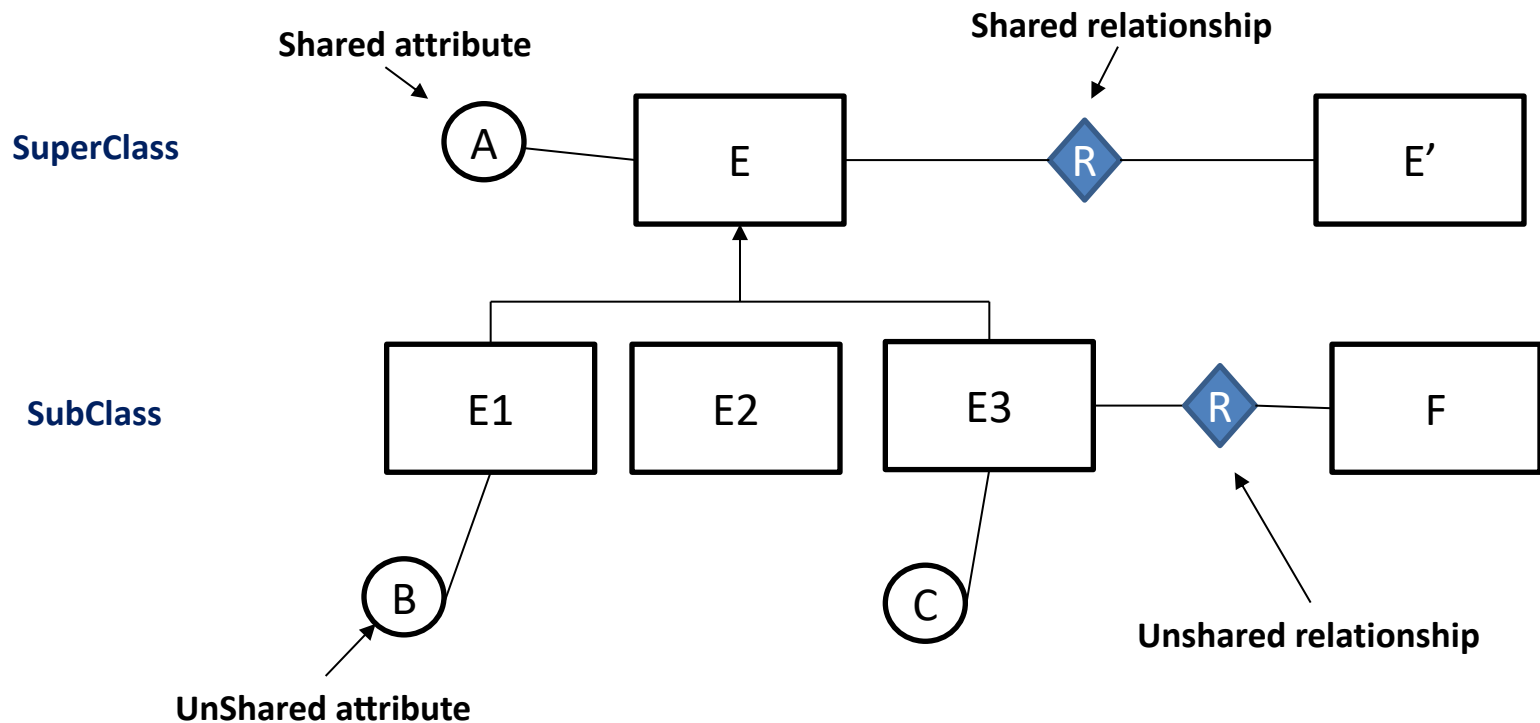 Shared attribute
Shared relationship
SuperClass
A
E
R
E’
SubClass
E1
E2
E3
R
F
B
C
Unshared relationship
UnShared attribute